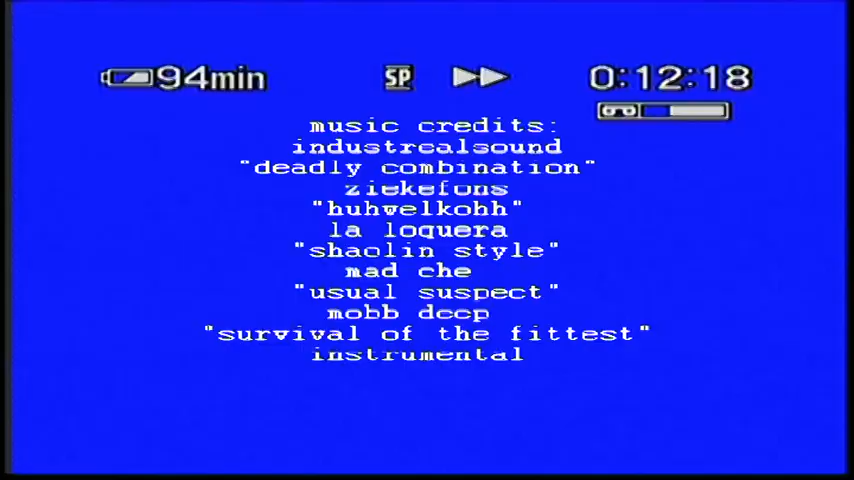 94min SP 0:12:18
music credits:
industrealsound
"deadly combination"
ziekefuns
"huhwelkohh"
la loquera
"shaolin style"
mad che
"usual suspect"
mobb deep
"survival of the fittest"
instrumental